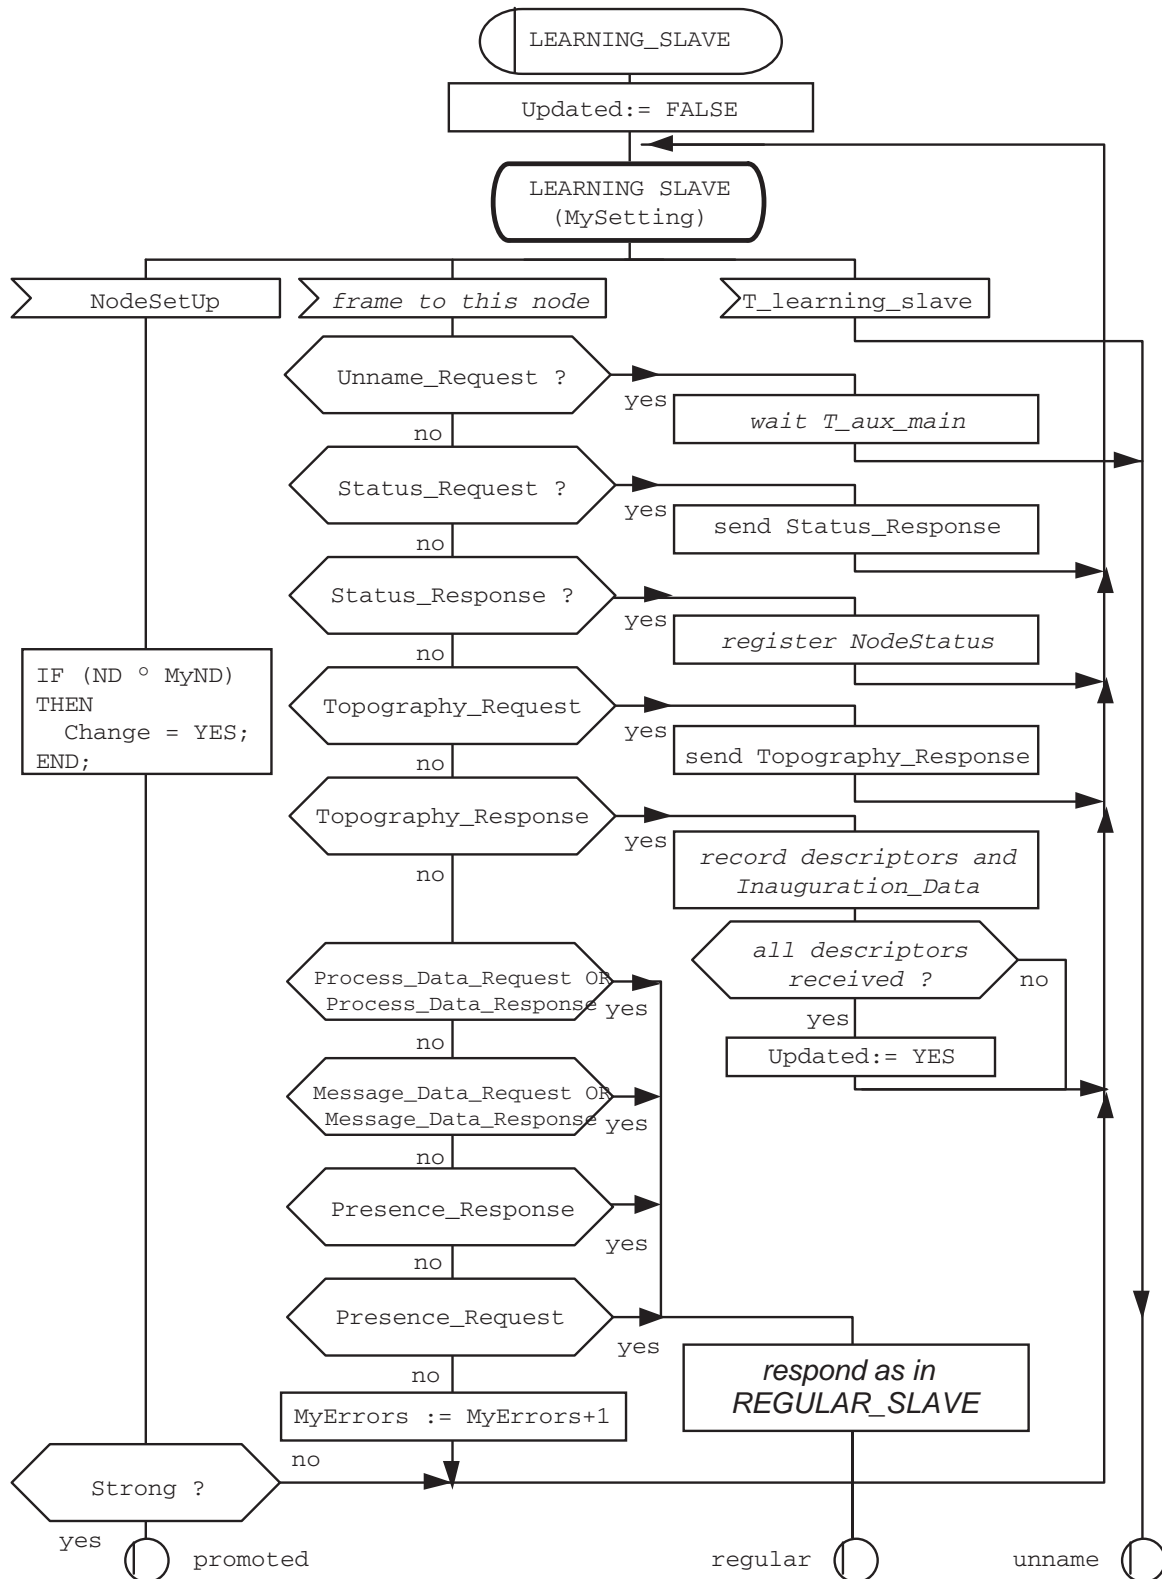 LEARNING_SLAVE
Updated:= FALSE
LEARNING SLAVE
(MySetting)
NodeSetUp
frame to this node
T_learning_slave
Unname_Request ?
yes
wait T_aux_main
no
Status_Request ?
yes
send Status_Response
no
Status_Response ?
yes
register NodeStatus
no
IF (ND ° MyND)
THEN
Change = YES;
END;
Topography_Request
yes
send Topography_Response
no
Topography_Response
yes
record descriptors and
Inauguration_Data
no
all descriptors
received ?
no
yes
Updated:= YES
Process_Data_Request OR
Process_Data_Response
yes
no
Message_Data_Request OR
Message_Data_Response
yes
no
Presence_Response
yes
no
Presence_Request
yes
no
respond as in
REGULAR_SLAVE
MyErrors := MyErrors+1
no
Strong ?
yes
promoted
regular
unname